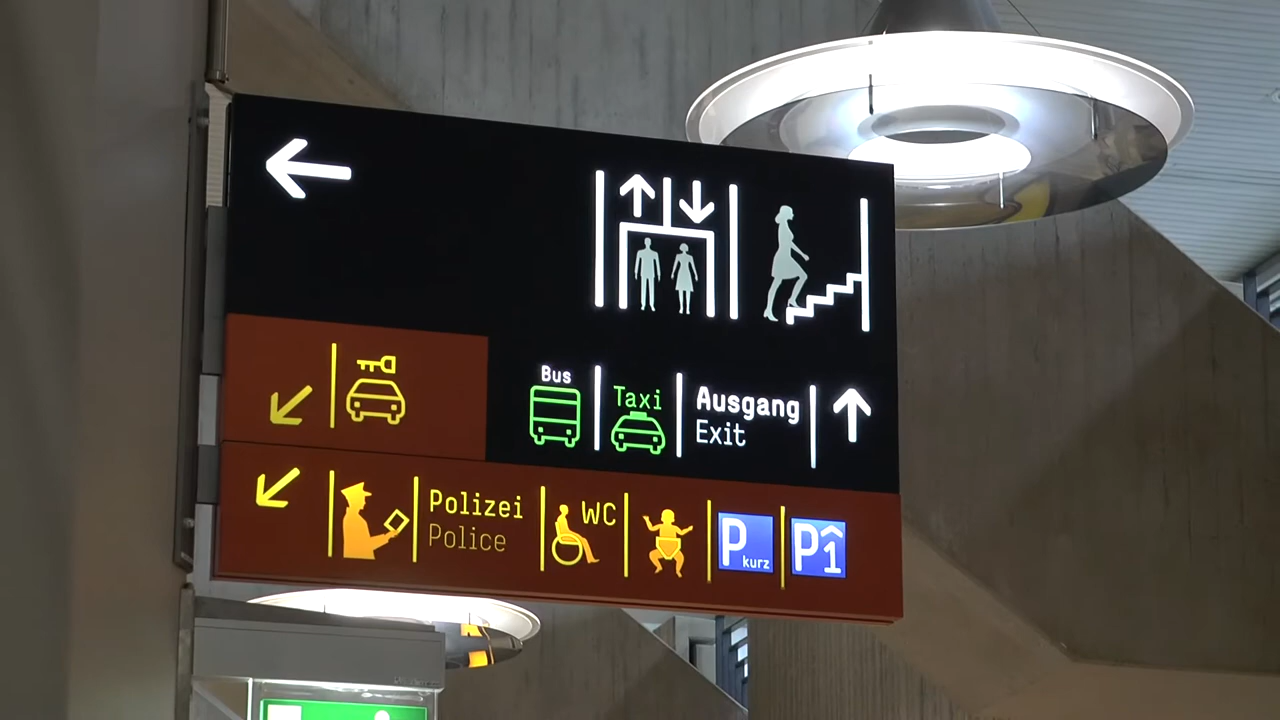 Bus
Taxi
Ausgang
Exit
Polizei
Police
WC
P kurz
P1